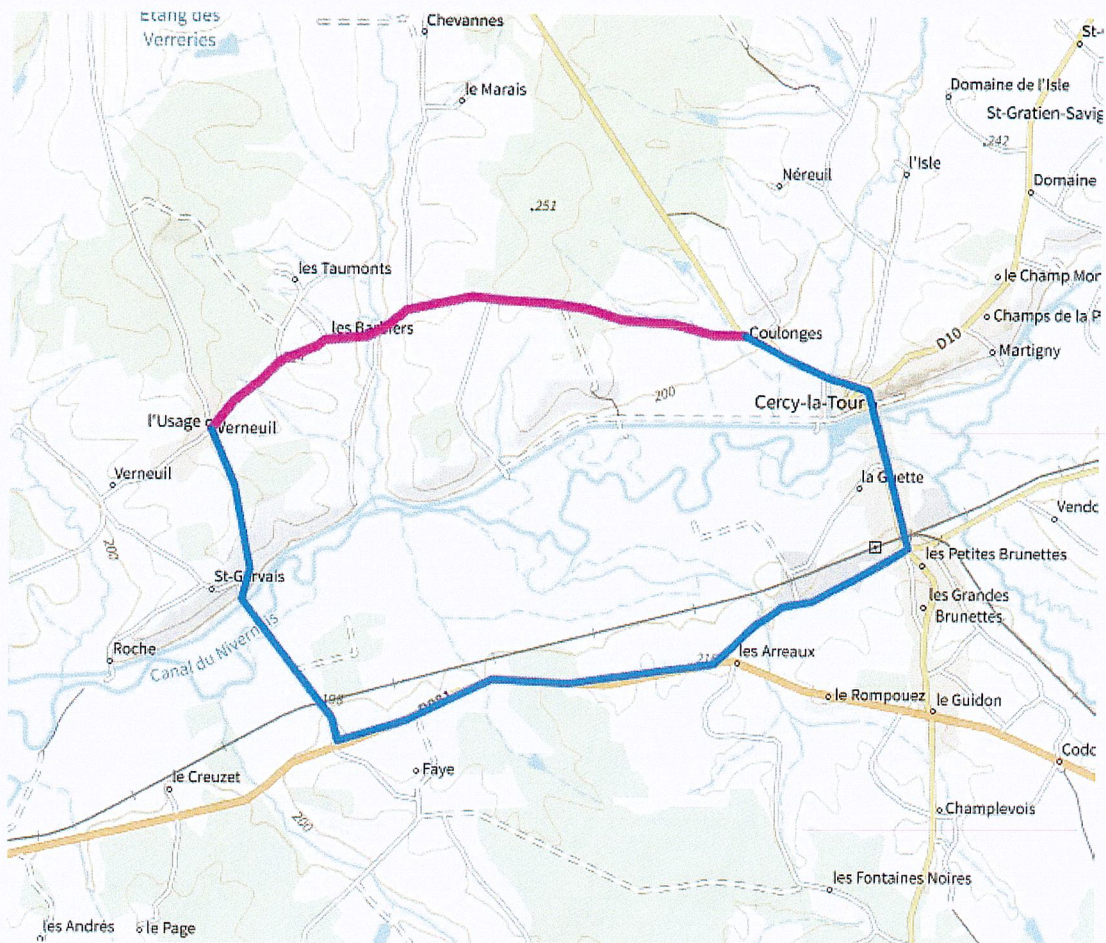 Etang des
Verreries
Chevannes
St-
le Marais
Domaine de l'Isle
St-Gratien-Savig
242
l'Isle
Néreuil
Domaine
251
les Taumonts
le Champ Mor
Champs de la P
les Barbiers
Coulonges
D10
Martigny
200
Cercy-la-Tour
l'Usage
Verneuil
Verneuil
la Guette
Vendc
200
les Petites Brunettes
St-Gervais
les Grandes
Brunettes
Roche
Canal du Nivernais
les Arreaux
198
D981
le Rompouez
le Guidon
Codc
Faye
le Creuzet
200
Champlevois
les Fontaines Noires
les Andrés
le Page